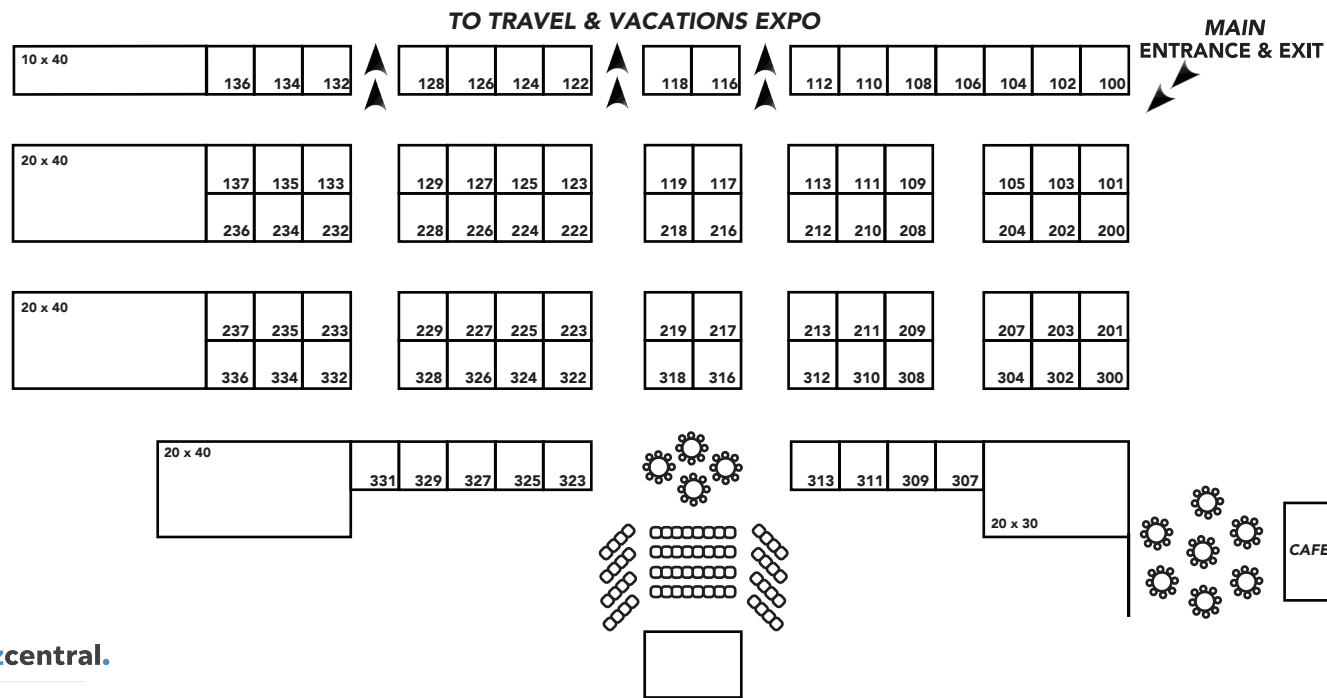 TO TRAVEL & VACATIONS EXPO
MAIN
ENTRANCE & EXIT
10 x 40
136 134 132 128 126 124 122 118 116 112 110 108 106 104 102 100
20 x 40
137 135 133 129 127 125 123 119 117 113 111 109 105 103 101
236 234 232 228 226 224 222 218 216 212 210 208 204 202 200
20 x 40
237 235 233 229 227 225 223 219 217 213 211 209 207 203 201
336 334 332 328 326 324 322 318 316 312 310 308 304 302 300
20 x 40
331 329 327 325 323 313 311 309 307
20 x 30
CAFE
zcentral.